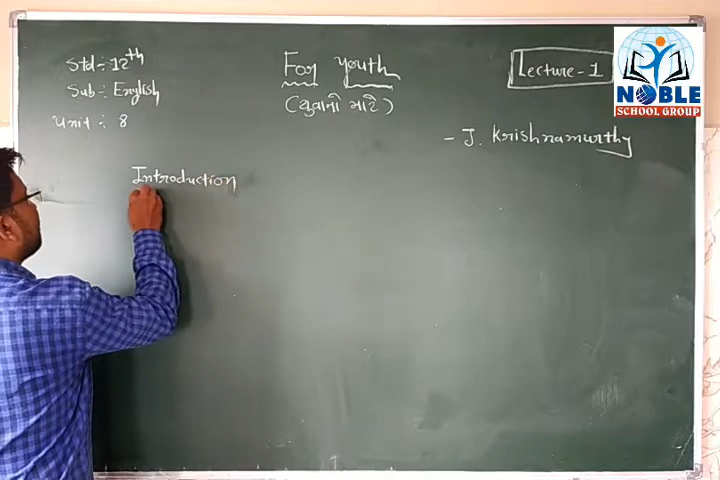 Std :- 12th
Sub :- English
Unit :- 8
For Youth
(યુવાનો માટે)
Lecture - 1
- J. Krishnamurthy
Introduction
NOBLE
SCHOOL GROUP